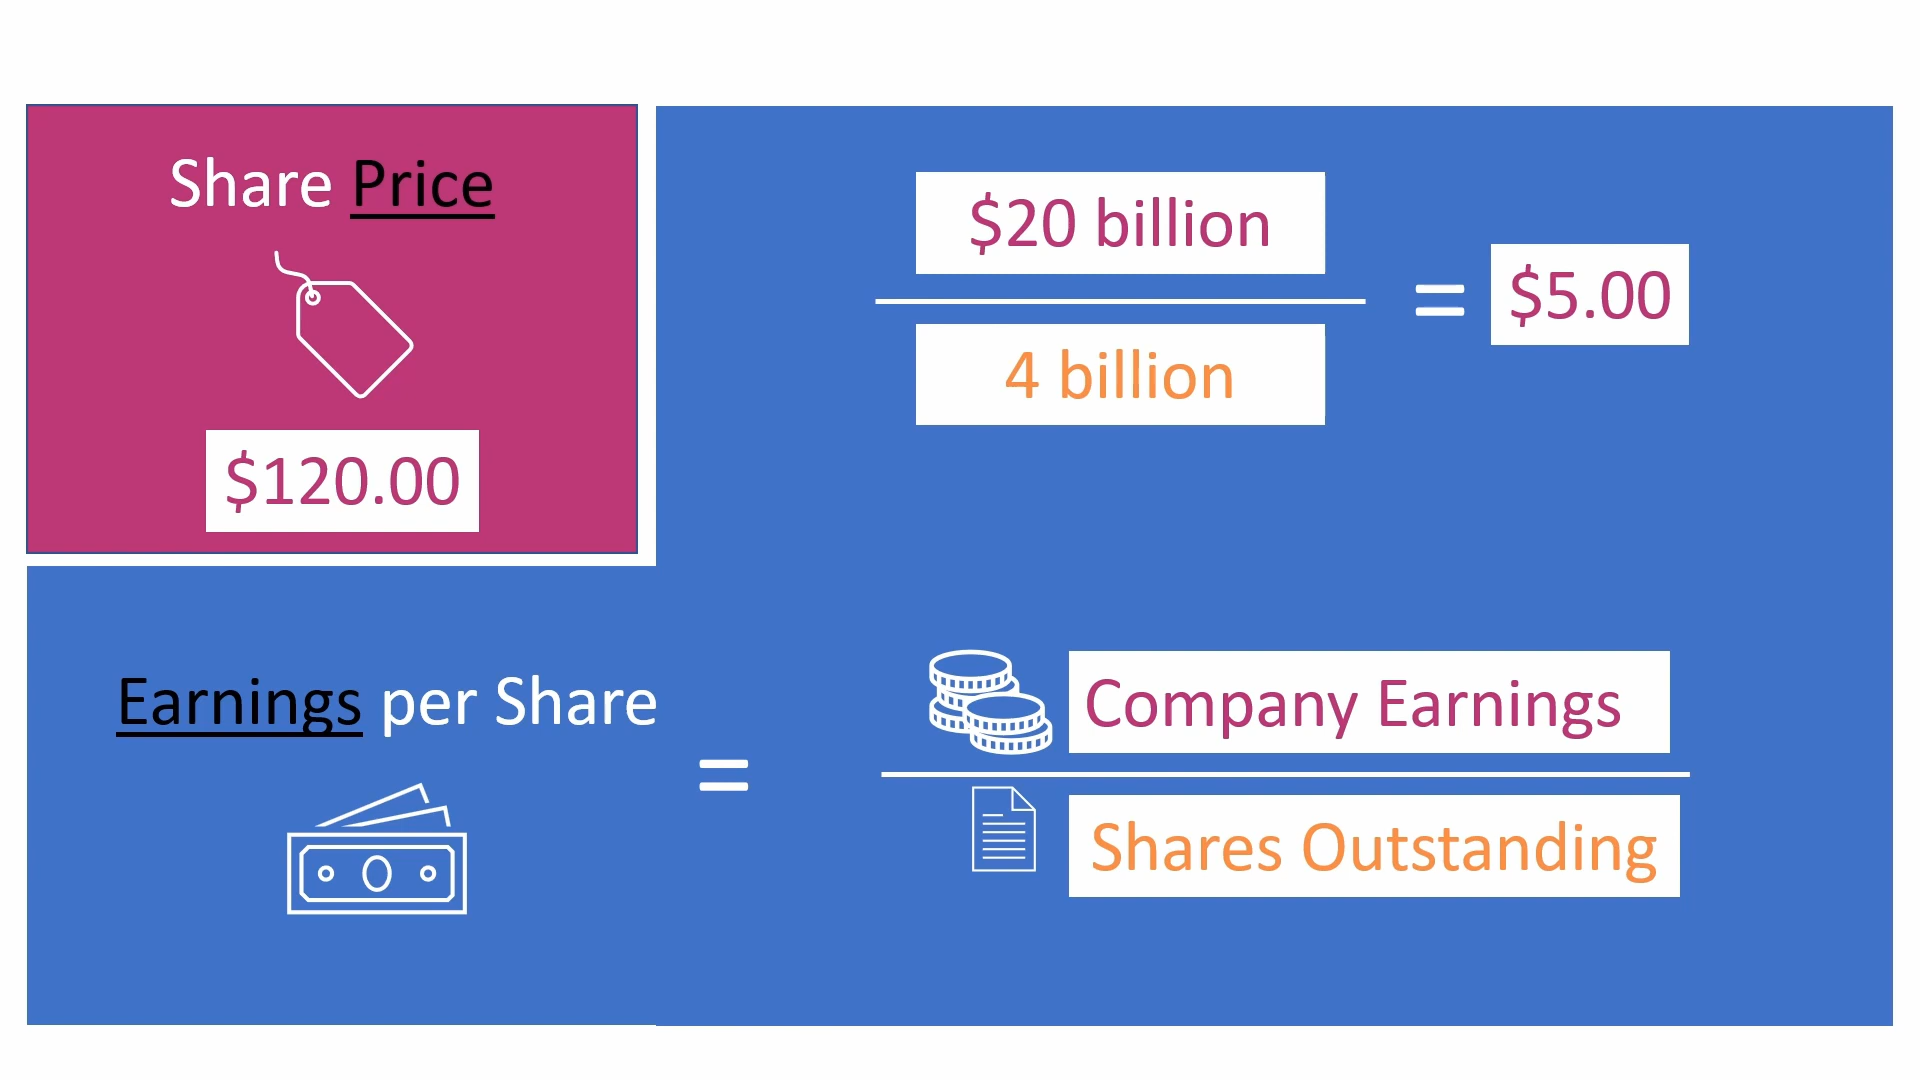 Share Price
$120.00
$20 billion
4 billion
= $5.00
Earnings per Share
=
Company Earnings
Shares Outstanding